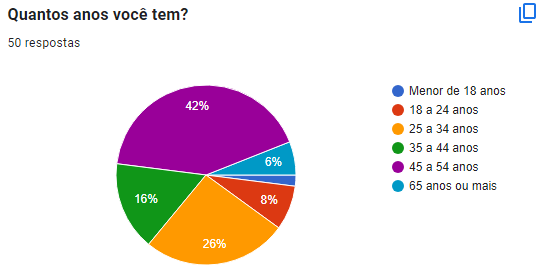 Quantos anos você tem?
50 respostas
42%
6%
8%
16%
26%
Menor de 18 anos
18 a 24 anos
25 a 34 anos
35 a 44 anos
45 a 54 anos
65 anos ou mais